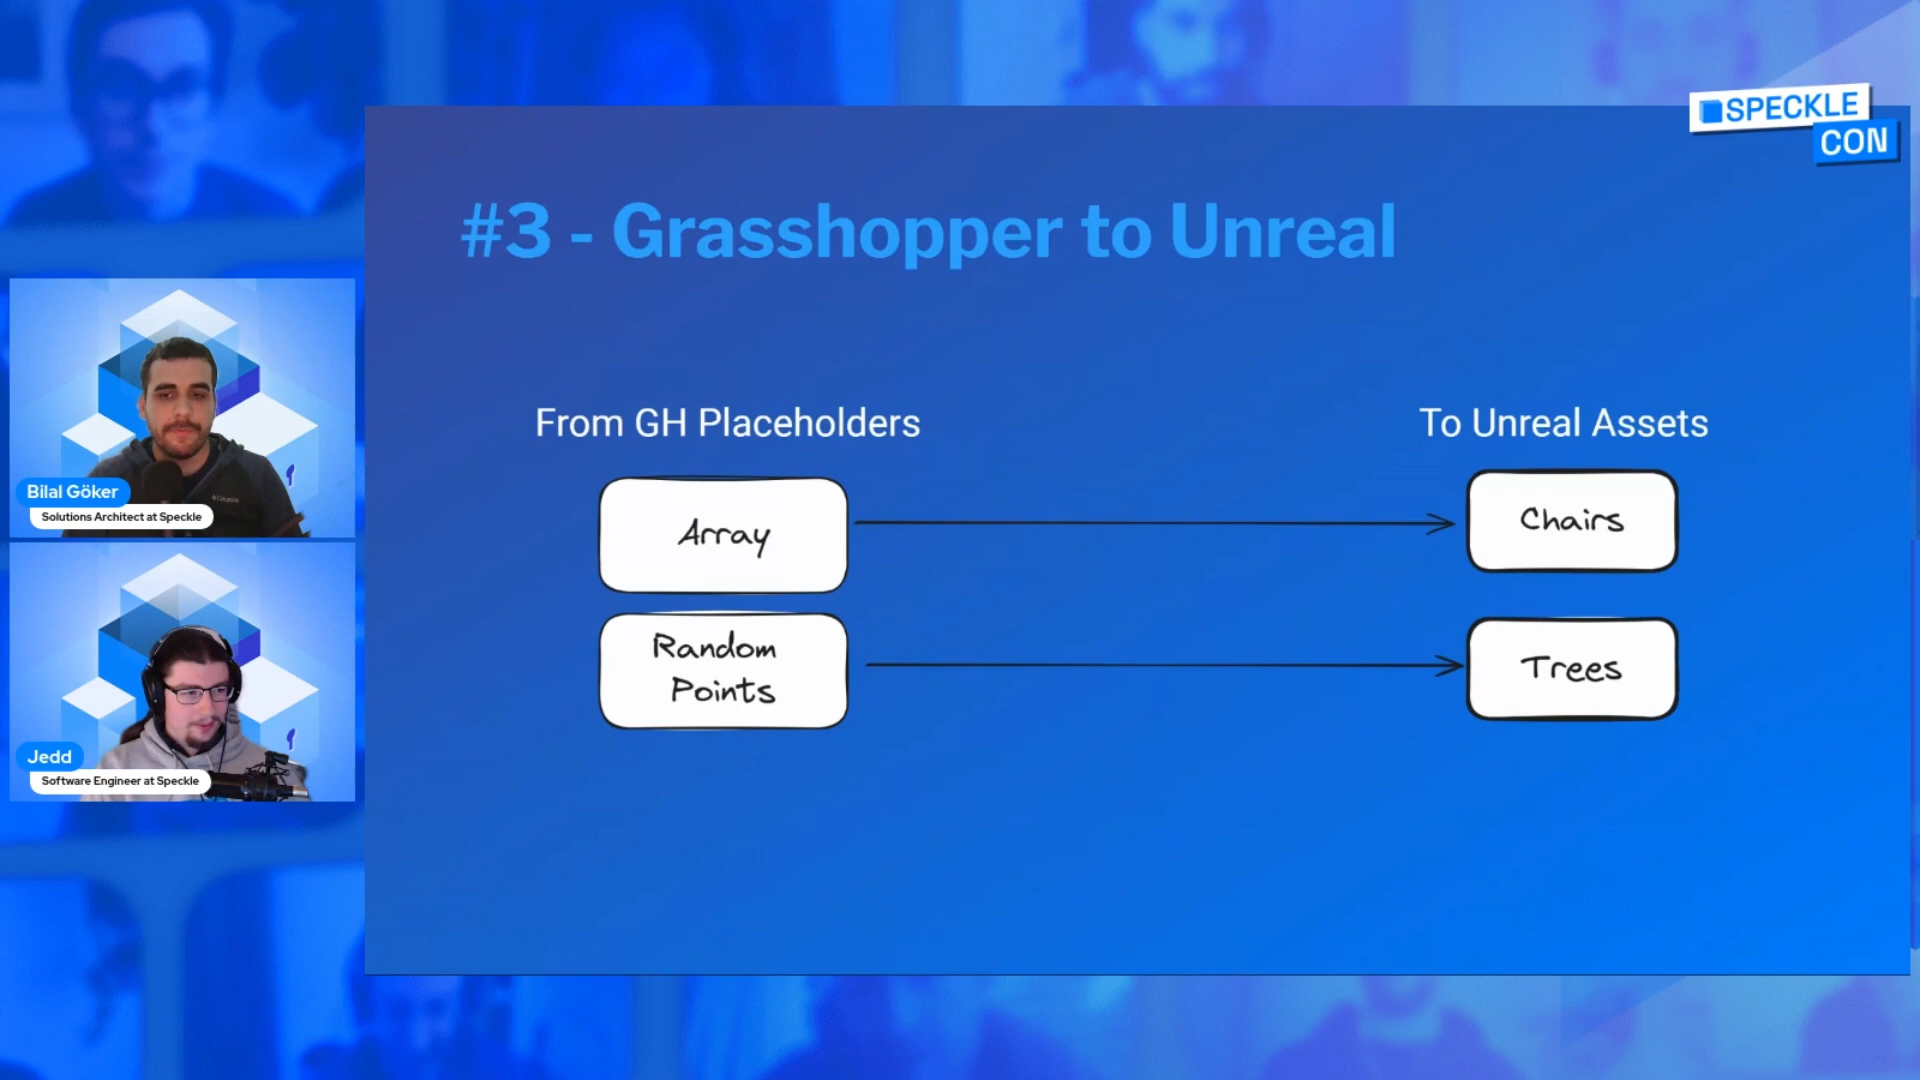 SPECKLE
CON
#3 - Grasshopper to Unreal
From GH Placeholders
To Unreal Assets
Array
Chairs
Random
Points
Trees
Bilal Göker
Solutions Architect at Speckle
Jedd
Software Engineer at Speckle